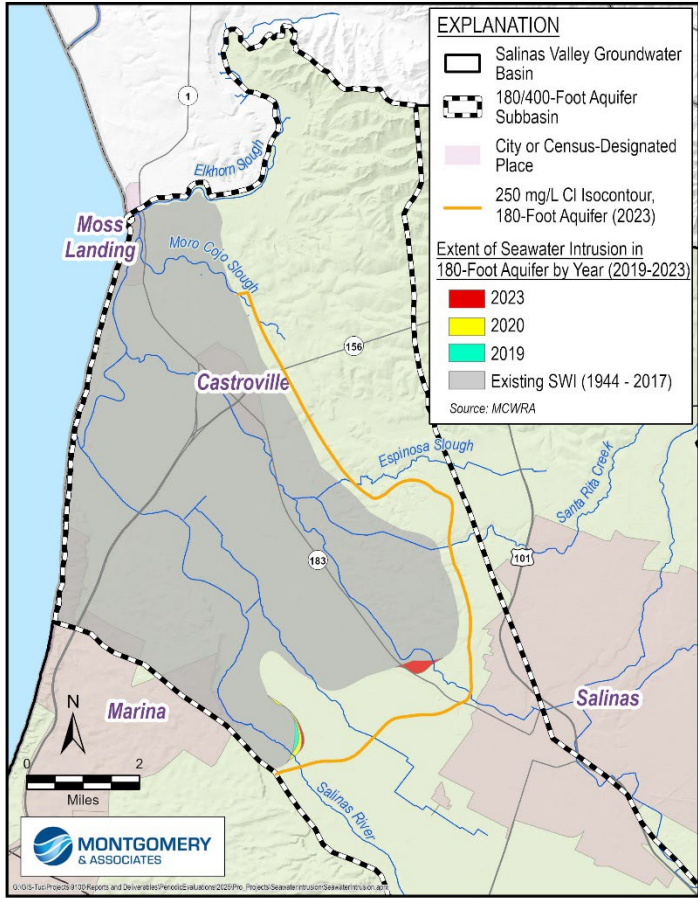 EXPLANATION
Salinas Valley Groundwater
Basin
180/400-Foot Aquifer
Subbasin
City or Census-Designated
Place
250 mg/L Cl Isocontour,
180-Foot Aquifer (2023)
Extent of Seawater Intrusion in
180-Foot Aquifer by Year (2019-2023)
2023
2020
2019
Existing SWI (1944 - 2017)
Source: MCWRA
1
Elkhorn Slough
Moss
Landing
Moro Cojo Slough
156
Castroville
Espinosa Slough
Santa Rita Creek
101
183
Salinas
Marina
N
0 2
Miles
Salinas River
MONTGOMERY
& ASSOCIATES